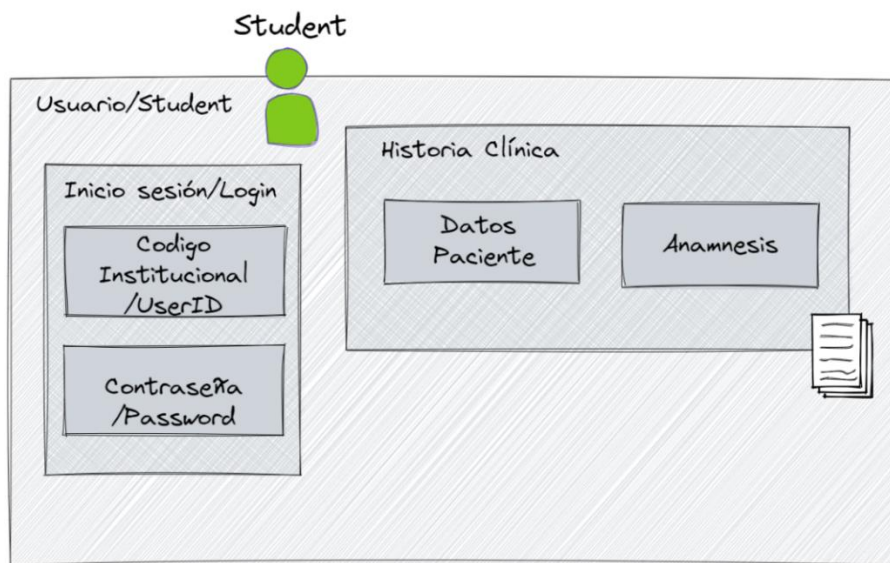 Student
Usuario/Student
Inicio sesión/Login
Codigo
Institucional
/UserID
Contraseña
/Password
Historia Clínica
Datos
Paciente
Anamnesis